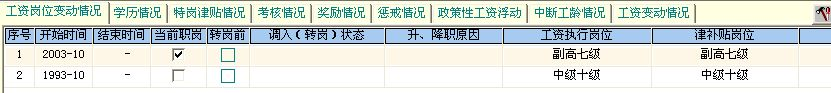 工资岗位变动情况 学历情况 特岗津贴情况 考核情况 奖励情况 惩戒情况 政策性工资浮动 中断工龄情况 工资变动情况
序号 开始时间 结束时间 当前职岗 转岗前 调入（转岗）状态 升、降职原因 工资执行岗位 津补贴岗位
1 2003-10 - 副高七级 副高七级
2 1993-10 - 中级十级 中级十级